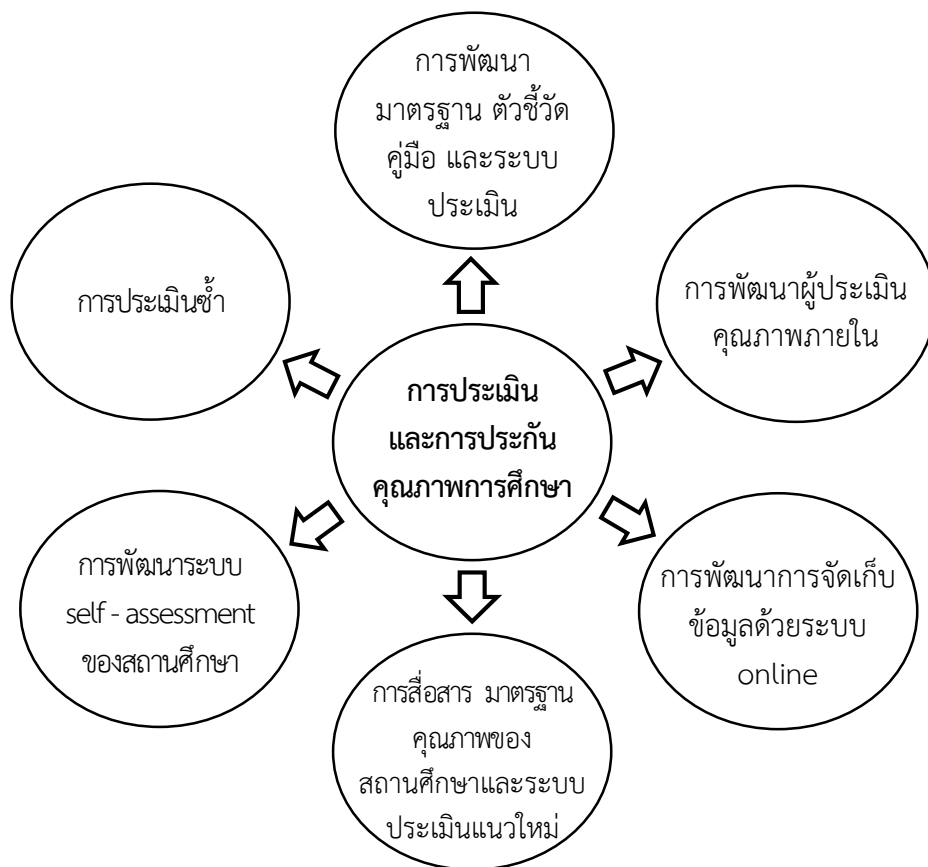 การพัฒนา
มาตรฐาน ตัวชี้วัด
คู่มือ และระบบ
ประเมิน
การประเมินซ้ำ
การพัฒนาผู้ประเมิน
คุณภาพภายใน
การประเมิน
และการประกัน
คุณภาพการศึกษา
การพัฒนาระบบ
self - assessment
ของสถานศึกษา
การพัฒนาการจัดเก็บ
ข้อมูลด้วยระบบ
online
การสื่อสาร มาตรฐาน
คุณภาพของ
สถานศึกษาและระบบ
ประเมินแนวใหม่